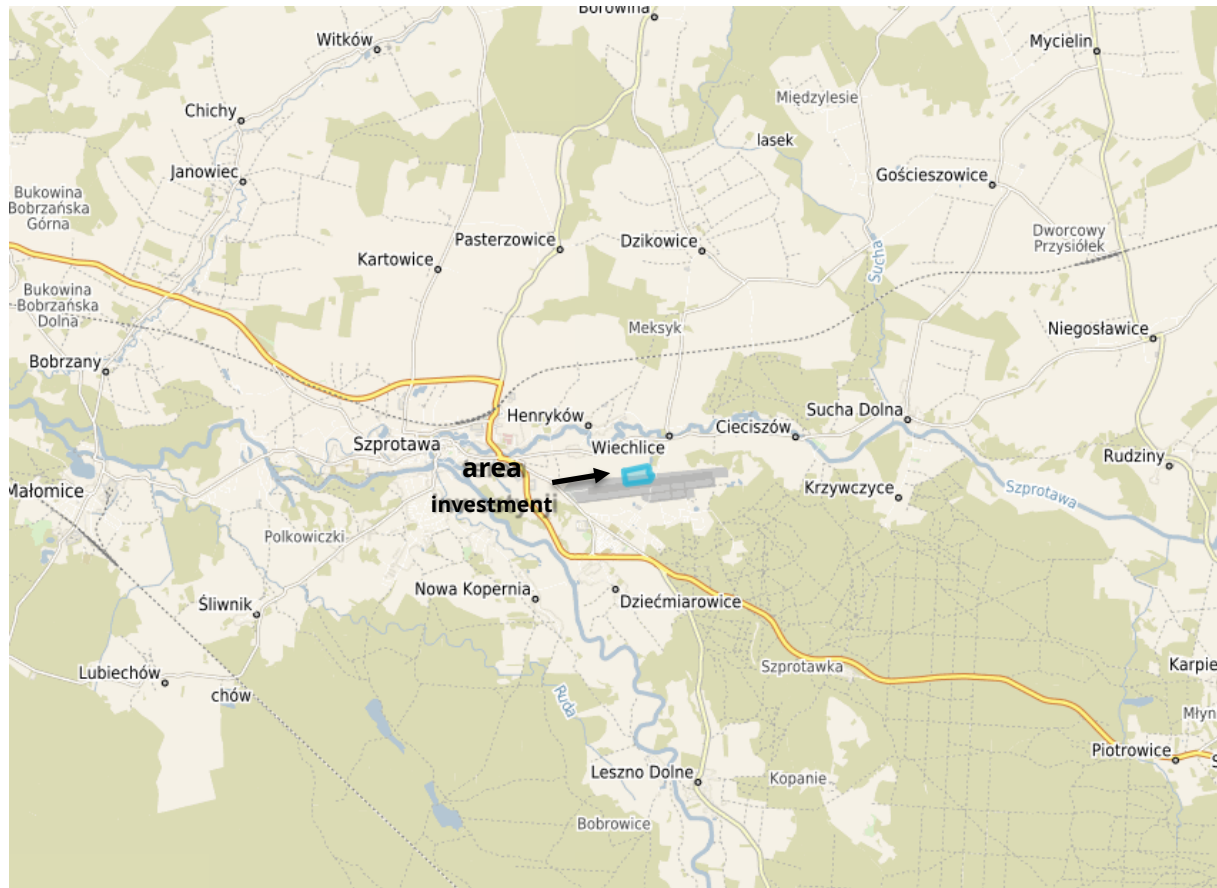 Borowina
Witków
Mycielin
Międzylesie
Chichy
lasek
Janowiec
Gościeszowice
Bukowina
Bobrzańska
Górna
Pasterzowice
Dzikowice
Dworcowy
Przysiółek
Kartowice
Sucha
Bukowina
Bobrzańska
Dolna
Meksyk
Niegosławice
Bobrzany
Henryków
Sucha Dolna
Szprotawa
Wiechlice
Cieciszów
area
investment
Rudziny
Małomice
Krzywczyce
Szprotawa
Polkowiczki
Nowa Kopernia
Dziećmiarowice
Śliwnik
Lubiechów
chów
Ruda
Szprotawka
Karpie
Młyn
Piotrowice
S
Leszno Dolne
Kopanie
Bobrowice